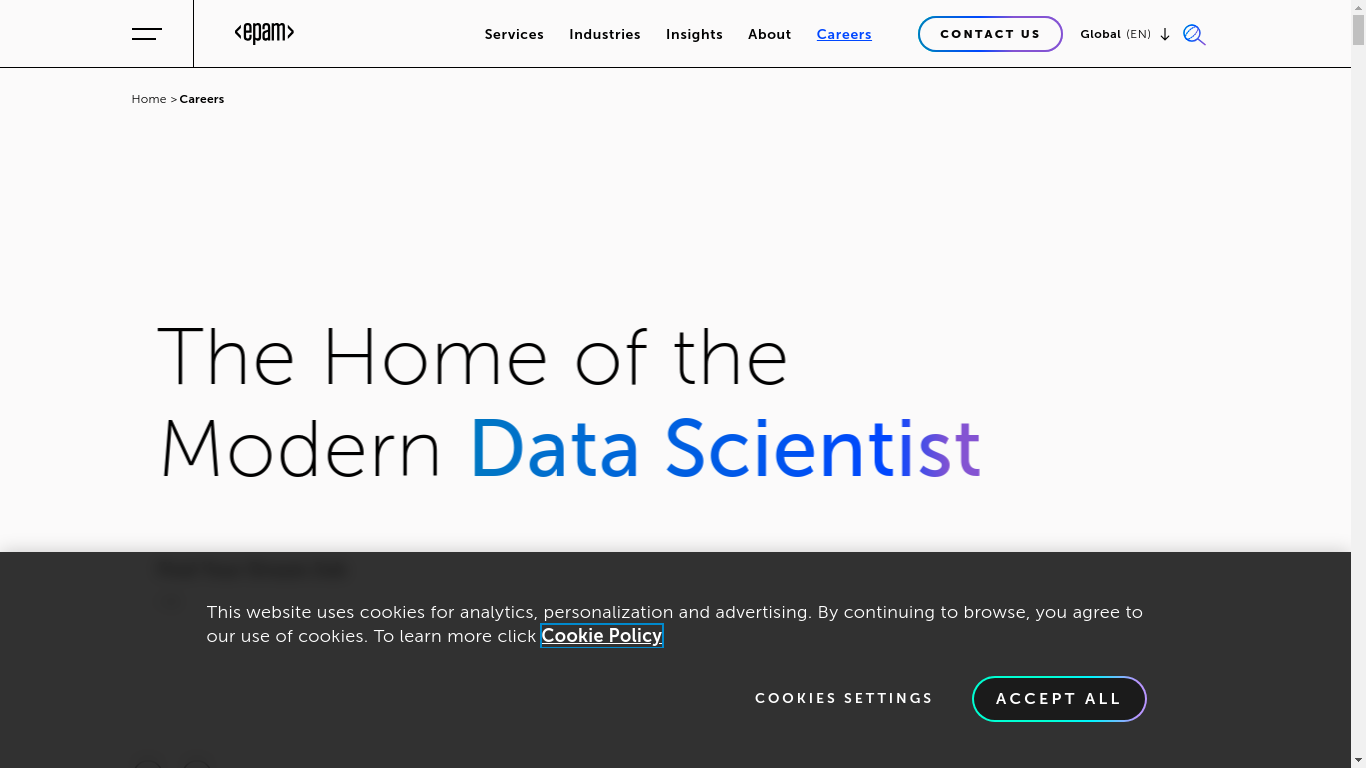 <epam>
Services Industries Insights About Careers
CONTACT US
Global (EN)
Home > Careers
The Home of the
Modern Data Scientist
This website uses cookies for analytics, personalization and advertising. By continuing to browse, you agree to
our use of cookies. To learn more click Cookie Policy
COOKIES SETTINGS
ACCEPT ALL